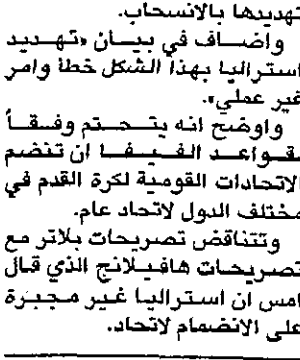 تهديدها بالانسحاب.
واضاف في بيان «تهديد
استراليا بهذا الشكل خطأ وامر
غير عملي».
واوضح انه يتحتم وفقاً
لقواعد الفيفا ان تنضم
الاتحادات القومية لكرة القدم في
مختلف الدول لاتحاد عام.
وتتناقض تصريحات بلاتر مع
تصريحات هافيلانج الذي قال
امس ان استراليا غير مجبرة
على الانضمام لاتحاد.